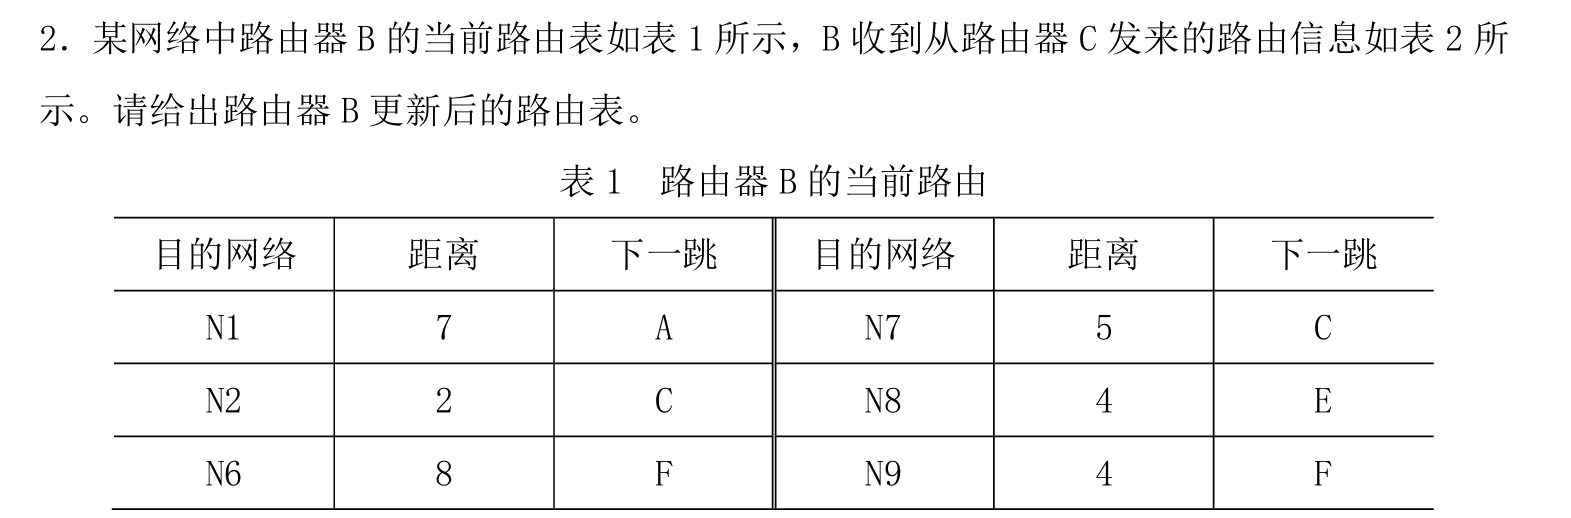 2．某网络中路由器 B 的当前路由表如表 1 所示，B 收到从路由器 C 发来的路由信息如表 2 所
示。请给出路由器 B 更新后的路由表。
表 1　路由器 B 的当前路由
目的网络 距离 下一跳 目的网络 距离 下一跳
N1 7 A N7 5 C
N2 2 C N8 4 E
N6 8 F N9 4 F